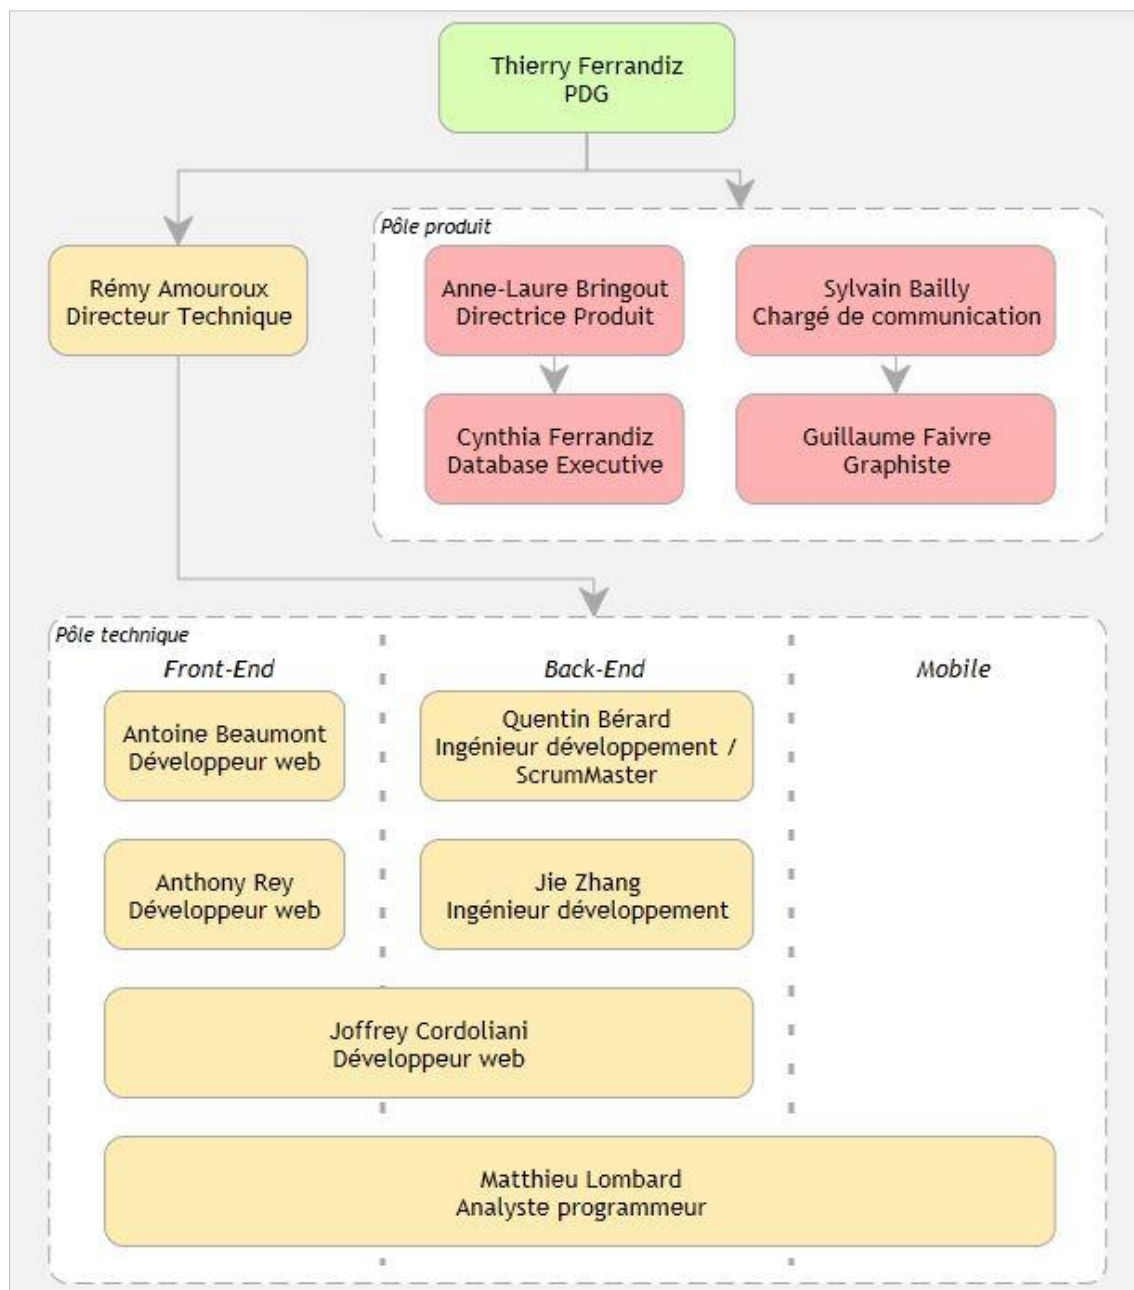 Thierry Ferrandiz
PDG
Pôle produit
Rémy Amouroux
Directeur Technique
Anne-Laure Bringout
Directrice Produit
Sylvain Bailly
Chargé de communication
Cynthia Ferrandiz
Database Executive
Guillaume Faivre
Graphiste
Pôle technique
Front-End
Back-End
Mobile
Antoine Beaumont
Développeur web
Quentin Bérard
Ingénieur développement /
ScrumMaster
Anthony Rey
Développeur web
Jie Zhang
Ingénieur développement
Joffrey Cordoliani
Développeur web
Matthieu Lombard
Analyste programmeur